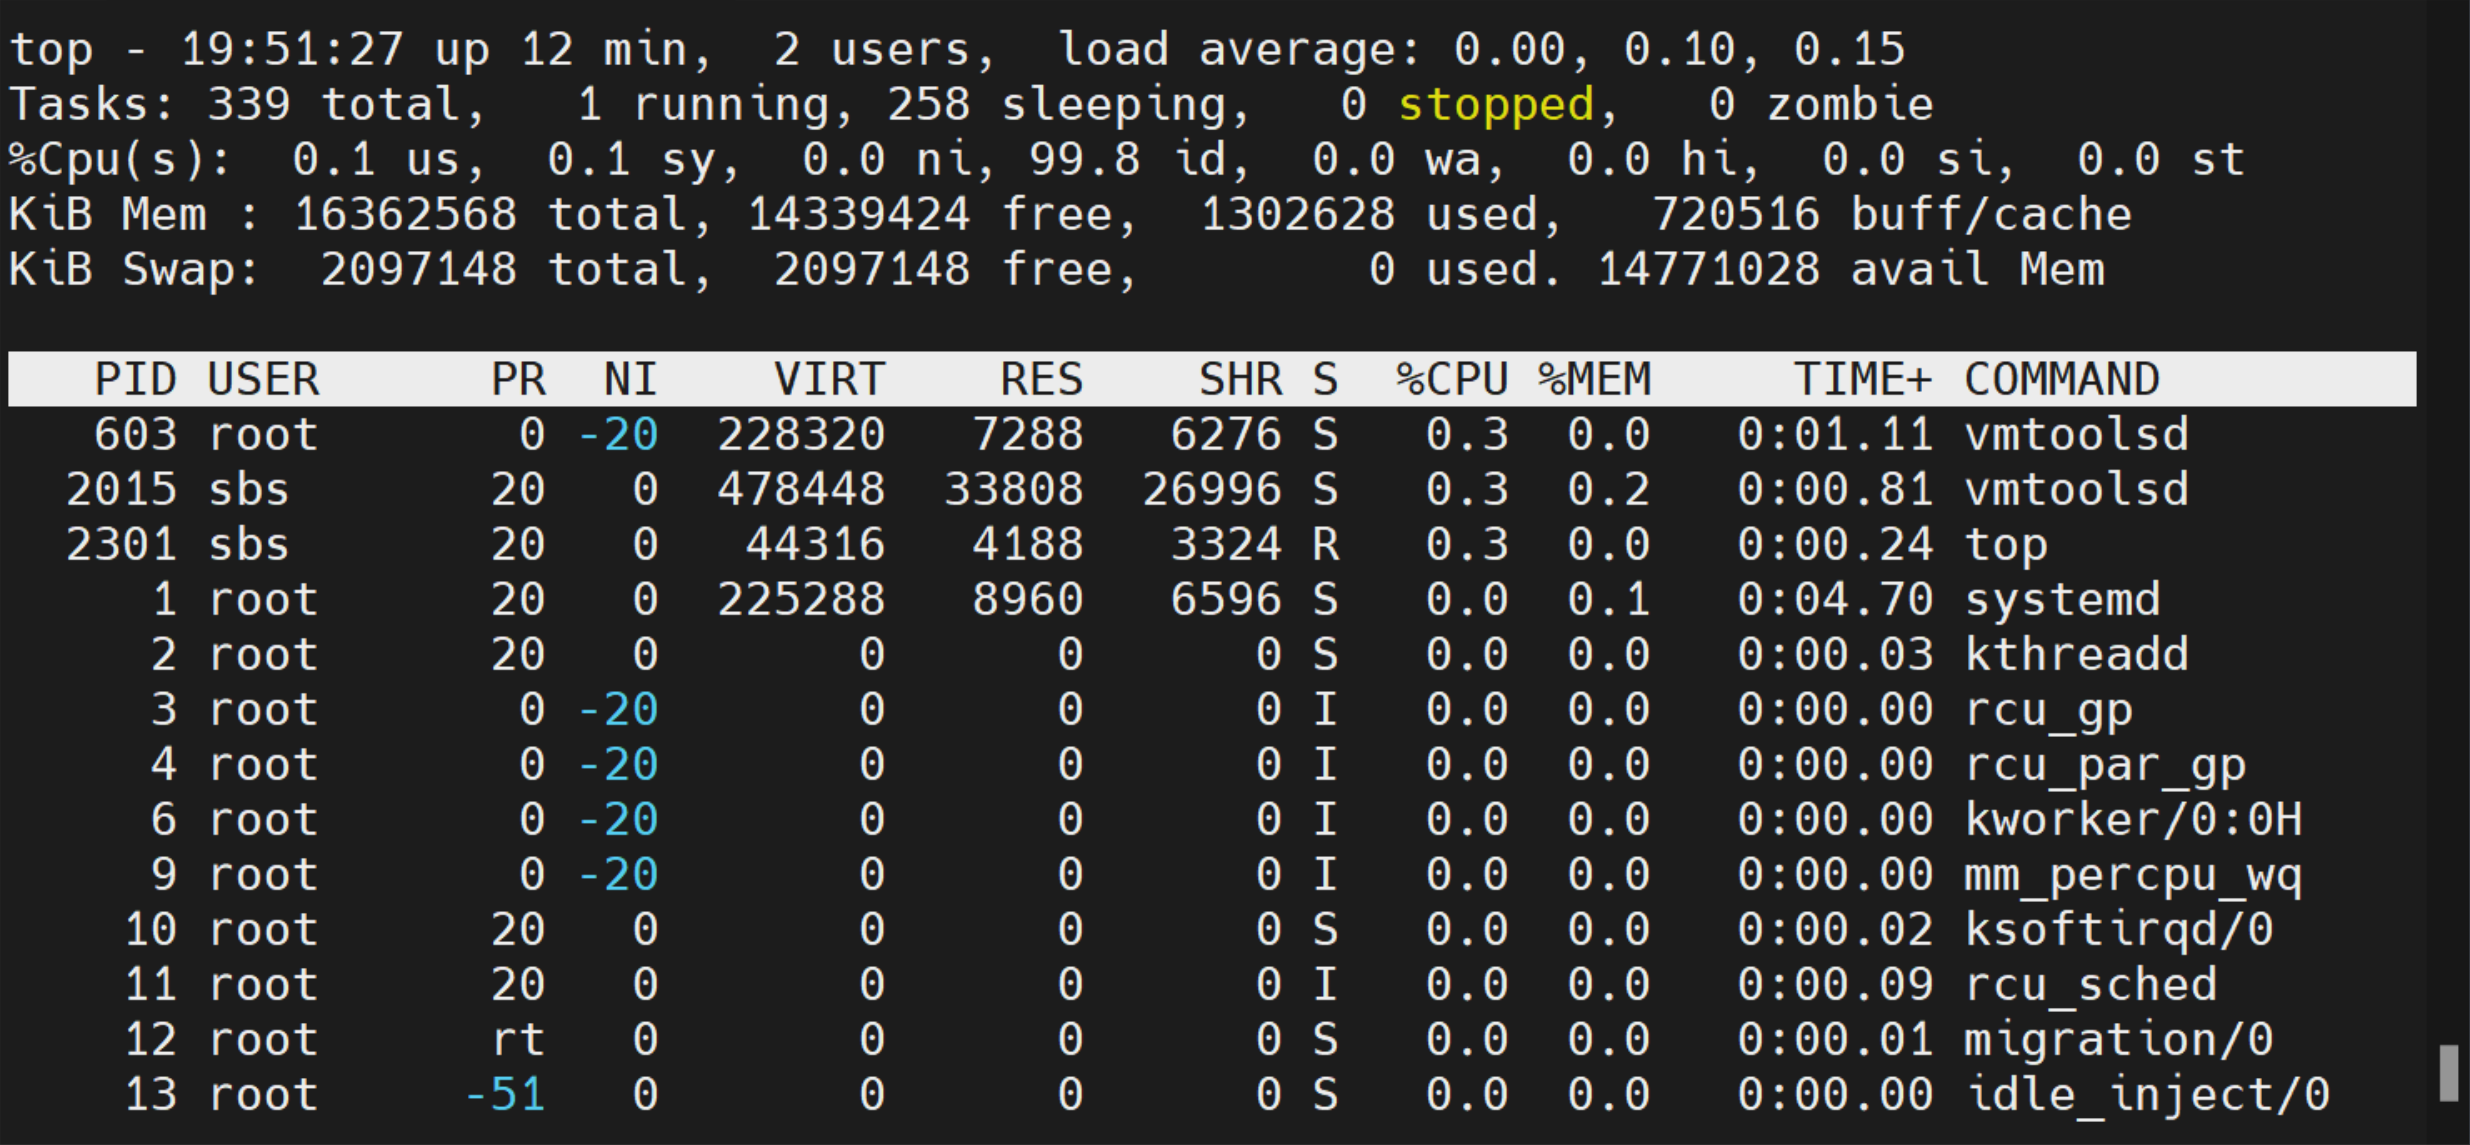 top - 19:51:27 up 12 min,  2 users,  load average: 0.00, 0.10, 0.15
Tasks: 339 total,   1 running, 258 sleeping,   0 stopped,   0 zombie
%Cpu(s):  0.1 us,  0.1 sy,  0.0 ni, 99.8 id,  0.0 wa,  0.0 hi,  0.0 si,  0.0 st
KiB Mem : 16362568 total, 14339424 free,  1302628 used,   720516 buff/cache
KiB Swap:  2097148 total,  2097148 free,        0 used. 14771028 avail Mem
   PID USER      PR  NI    VIRT    RES    SHR S  %CPU %MEM     TIME+ COMMAND
   603 root       0 -20  228320   7288   6276 S   0.3  0.0   0:01.11 vmtoolsd
  2015 sbs       20   0  478448  33808  26996 S   0.3  0.2   0:00.81 vmtoolsd
  2301 sbs       20   0   44316   4188   3324 R   0.3  0.0   0:00.24 top
     1 root      20   0  225288   8960   6596 S   0.0  0.1   0:04.70 systemd
     2 root      20   0       0      0      0 S   0.0  0.0   0:00.03 kthreadd
     3 root       0 -20       0      0      0 I   0.0  0.0   0:00.00 rcu_gp
     4 root       0 -20       0      0      0 I   0.0  0.0   0:00.00 rcu_par_gp
     6 root       0 -20       0      0      0 I   0.0  0.0   0:00.00 kworker/0:0H
     9 root       0 -20       0      0      0 I   0.0  0.0   0:00.00 mm_percpu_wq
    10 root      20   0       0      0      0 S   0.0  0.0   0:00.02 ksoftirqd/0
    11 root      20   0       0      0      0 I   0.0  0.0   0:00.09 rcu_sched
    12 root      rt   0       0      0      0 S   0.0  0.0   0:00.01 migration/0
    13 root     -51   0       0      0      0 S   0.0  0.0   0:00.00 idle_inject/0